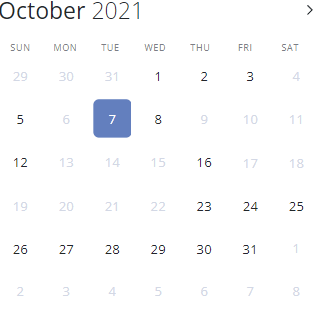 October 2021
SUN MON TUE WED THU FRI SAT
29 30 31 1 2 3 4
5 6 7 8 9 10 11
12 13 14 15 16 17 18
19 20 21 22 23 24 25
26 27 28 29 30 31 1
2 3 4 5 6 7 8